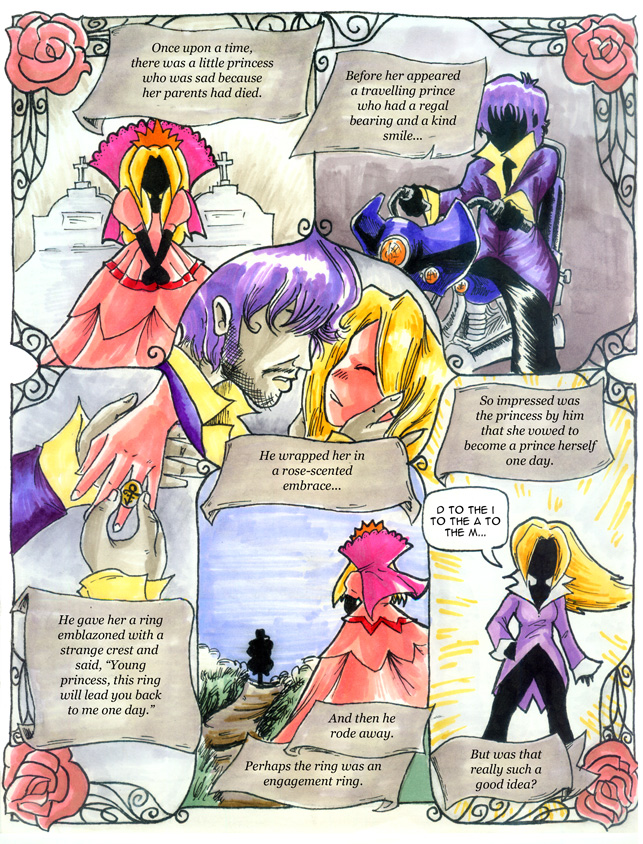 Once upon a time,
there was a little princess
who was sad because
her parents had died.
Before her appeared
a travelling prince
who had a regal
bearing and a kind
smile...
He wrapped her in
a rose-scented
embrace...
So impressed was
the princess by him
that she vowed to
become a prince herself
one day.
He gave her a ring
emblazoned with a
strange crest and
said, “Young
princess, this ring
will lead you back
to me one day.”
And then he
rode away.
Perhaps the ring was an
engagement ring.
D TO THE I
TO THE A TO
THE M...
But was that
really such a
good idea?